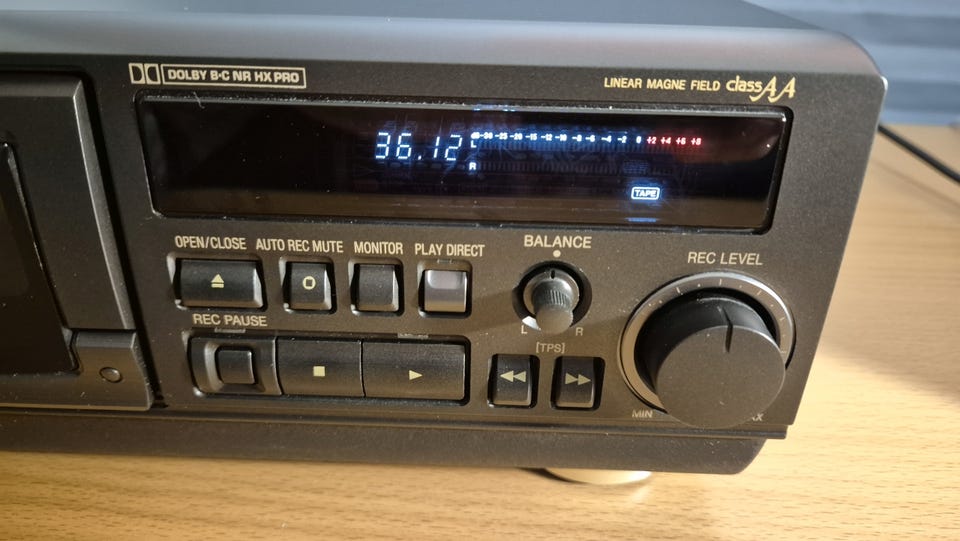 DOLBY B·C NR HX PRO
LINEAR MAGNE FIELD class AA
36.12
dB -30 -25 -20 -15 -12 -10 -8 -6 -4 -2 0 +2 +4 +6 +8
L
R
TAPE
OPEN/CLOSE AUTO REC MUTE MONITOR PLAY DIRECT
BALANCE
REC LEVEL
L R
REC PAUSE
[TPS]
MIN